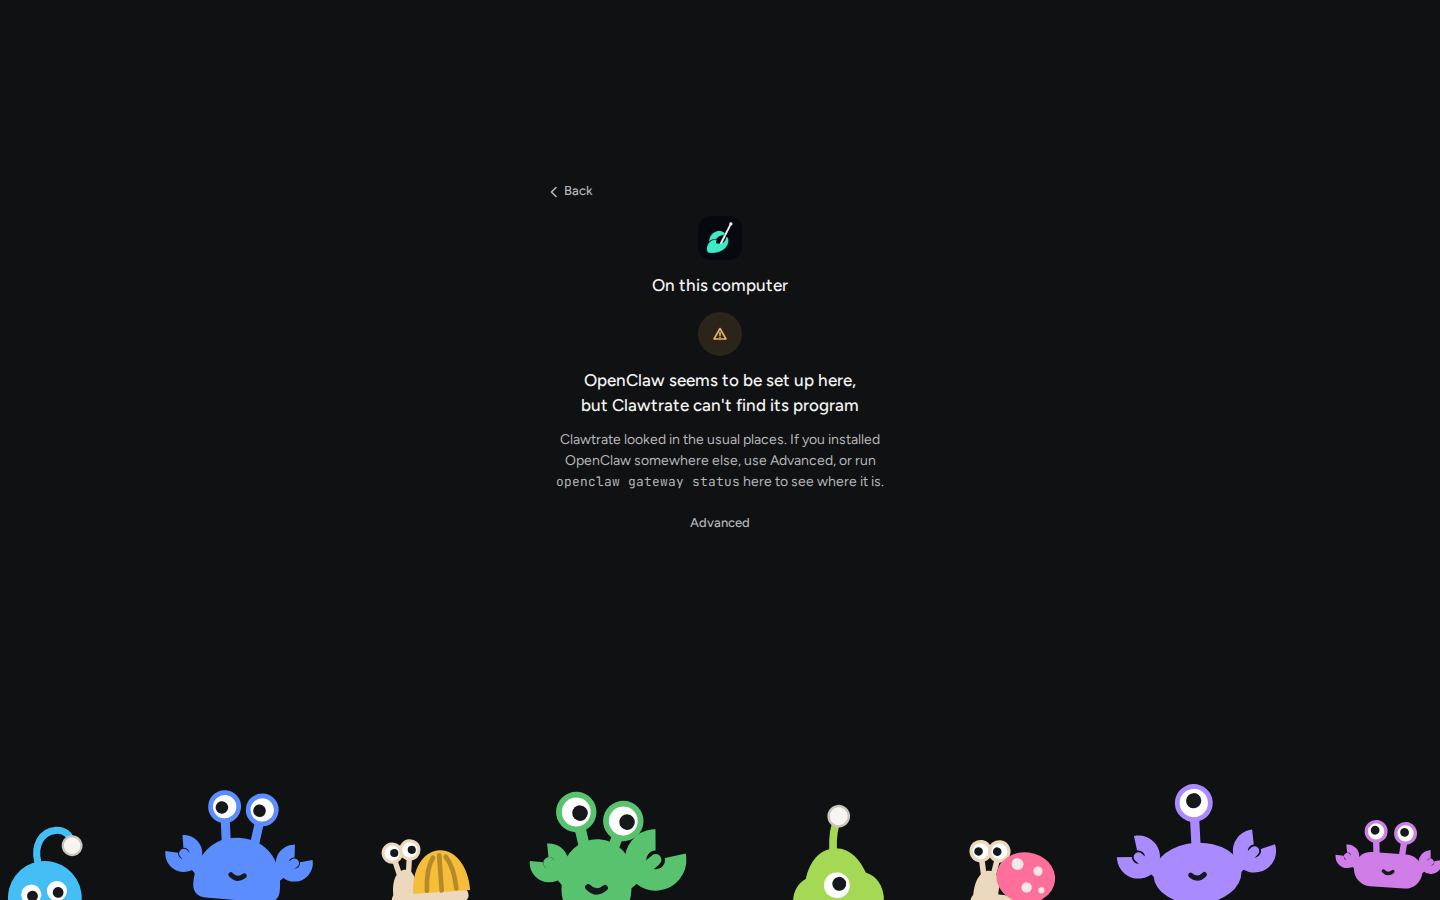 Back
On this computer
OpenClaw seems to be set up here,
but Clawtrate can't find its program
Clawtrate looked in the usual places. If you installed
OpenClaw somewhere else, use Advanced, or run
openclaw gateway status here to see where it is.
Advanced